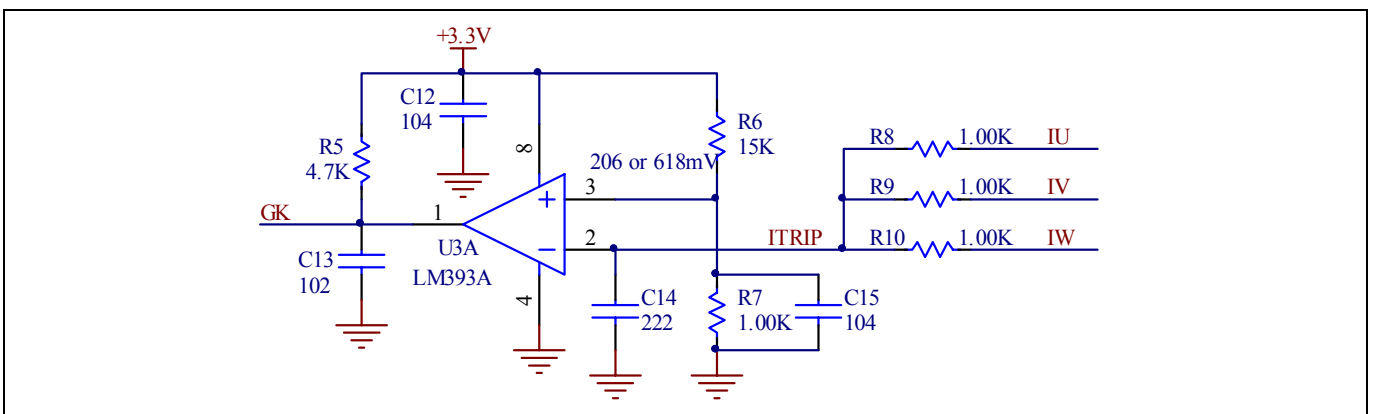 +3.3V
C12
104
R5
4.7K
8
206 or 618mV
R6
15K
R8
1.00K
IU
3
R9
1.00K
IV
GK
1
2
ITRIP
R10
1.00K
IW
U3A
LM393A
C13
102
4
C14
222
R7
1.00K
C15
104